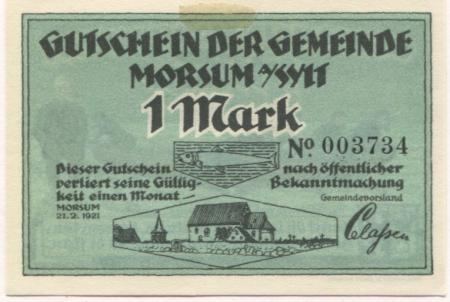 GUTSCHEIN DER GEMEINDE
MORSUM a/SYLT
1 Mark
No. 003734
Dieser Gutschein
verliert seine Gültig-
keit einen Monat
nach öffentlicher
Bekanntmachung
MORSUM
21.2.1921
Gemeindevorstand
Claßen